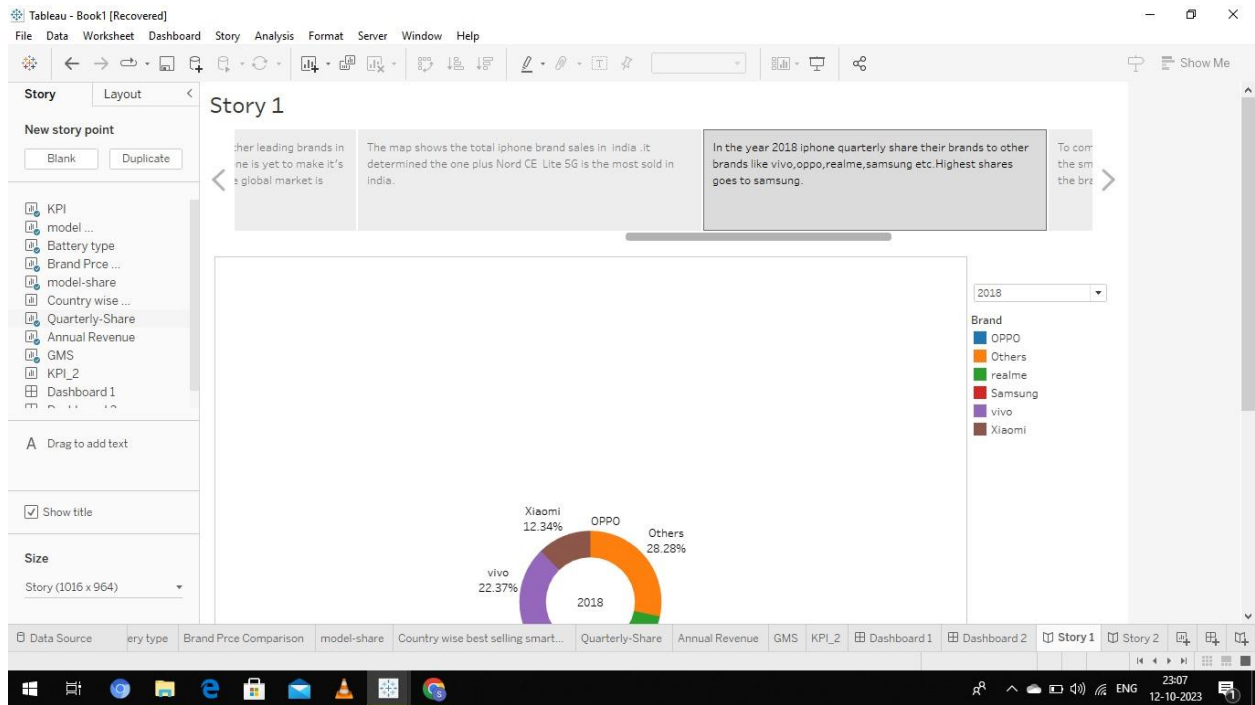 Tableau - Book1 [Recovered]
File Data Worksheet Dashboard Story Analysis Format Server Window Help
Show Me
Story Layout
New story point
Blank Duplicate
KPI
model ...
Battery type
Brand Prce ...
model-share
Country wise ...
Quarterly-Share
Annual Revenue
GMS
KPI_2
Dashboard 1
A Drag to add text
Show title
Size
Story (1016 x 964)
Story 1
ther leading brands in
ne is yet to make it's
e global market is
The map shows the total iphone brand sales in india .it
determined the one plus Nord CE Lite 5G is the most sold in
india.
In the year 2018 iphone quarterly share their brands to other
brands like vivo,oppo,realme,samsung etc.Highest shares
goes to samsung.
To com
the sm
the bra
2018
Brand
OPPO
Others
realme
Samsung
vivo
Xiaomi
Xiaomi
12.34%
OPPO
Others
28.28%
vivo
22.37%
2018
Data Source ery type Brand Prce Comparison model-share Country wise best selling smart... Quarterly-Share Annual Revenue GMS KPI_2 Dashboard 1 Dashboard 2 Story 1 Story 2
ENG
23:07
12-10-2023